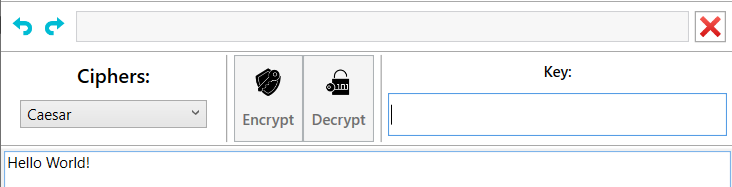 Ciphers:
Key:
Caesar
Encrypt
Decrypt
Hello World!